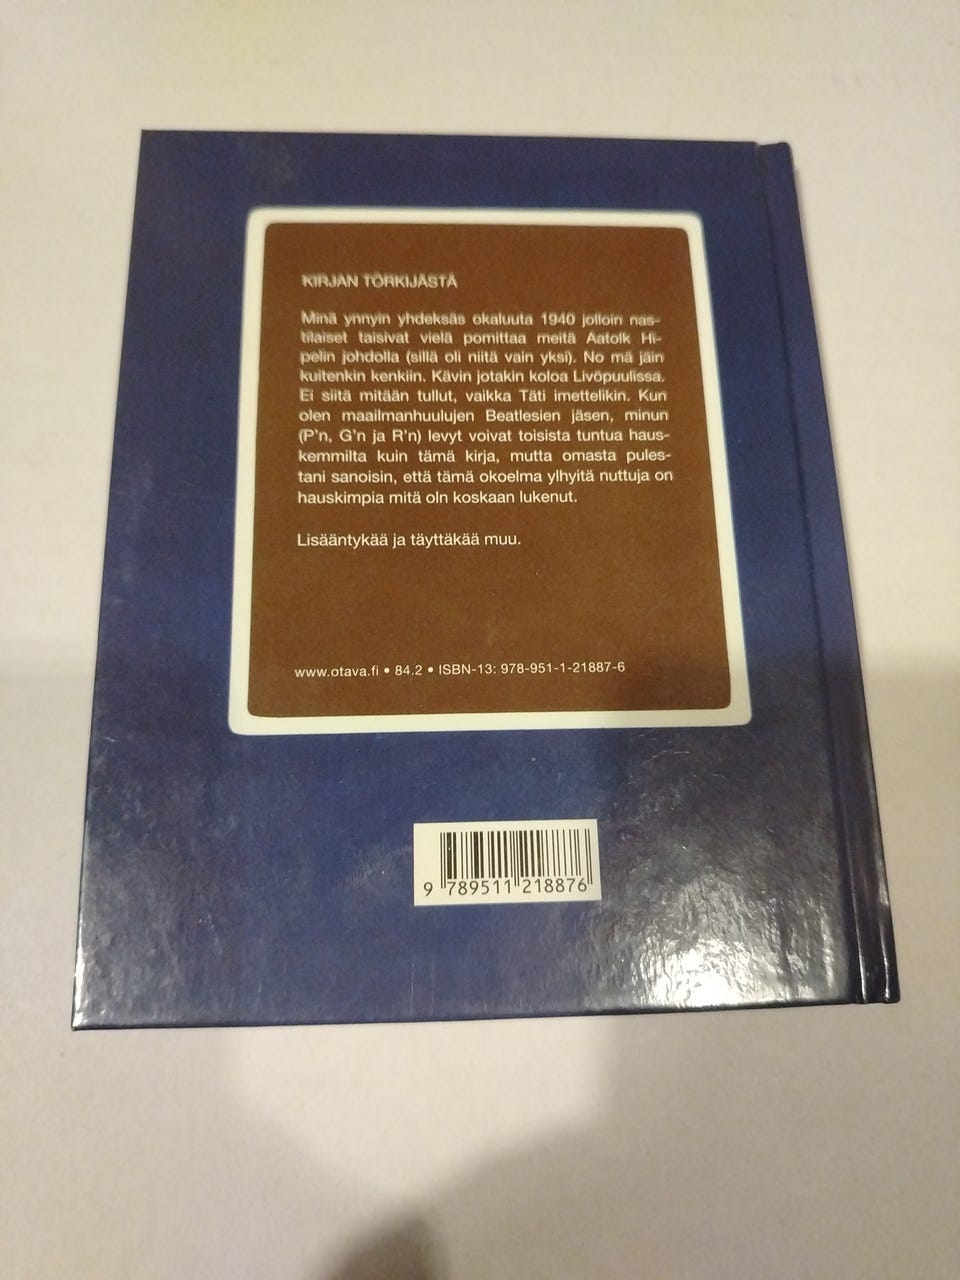 KIRJAN TÖRKIJÄSTÄ
Minä ynnyin yhdeksäs okaluuta 1940 jolloin nas-
tilaiset taisivat vielä pomittaa meitä Aatolk Hi-
pelin johdolla (sillä oli niitä vain yksi). No mä jäin
kuitenkin kenkiin. Kävin jotakin koloa Livöpuulissa.
Ei siitä mitään tullut, vaikka Täti imettelikin. Kun
olen maailmanhuulujen Beatlesien jäsen, minun
(P'n, G'n ja R'n) levyt voivat toisista tuntua haus-
kemmilta kuin tämä kirja, mutta omasta pules-
tani sanoisin, että tämä okoelma ylhyitä nuttuja on
hauskimpia mitä oln koskaan lukenut.
Lisääntykää ja täyttäkää muu.
www.otava.fi • 84.2 • ISBN-13: 978-951-1-21887-6
9 789511 218876